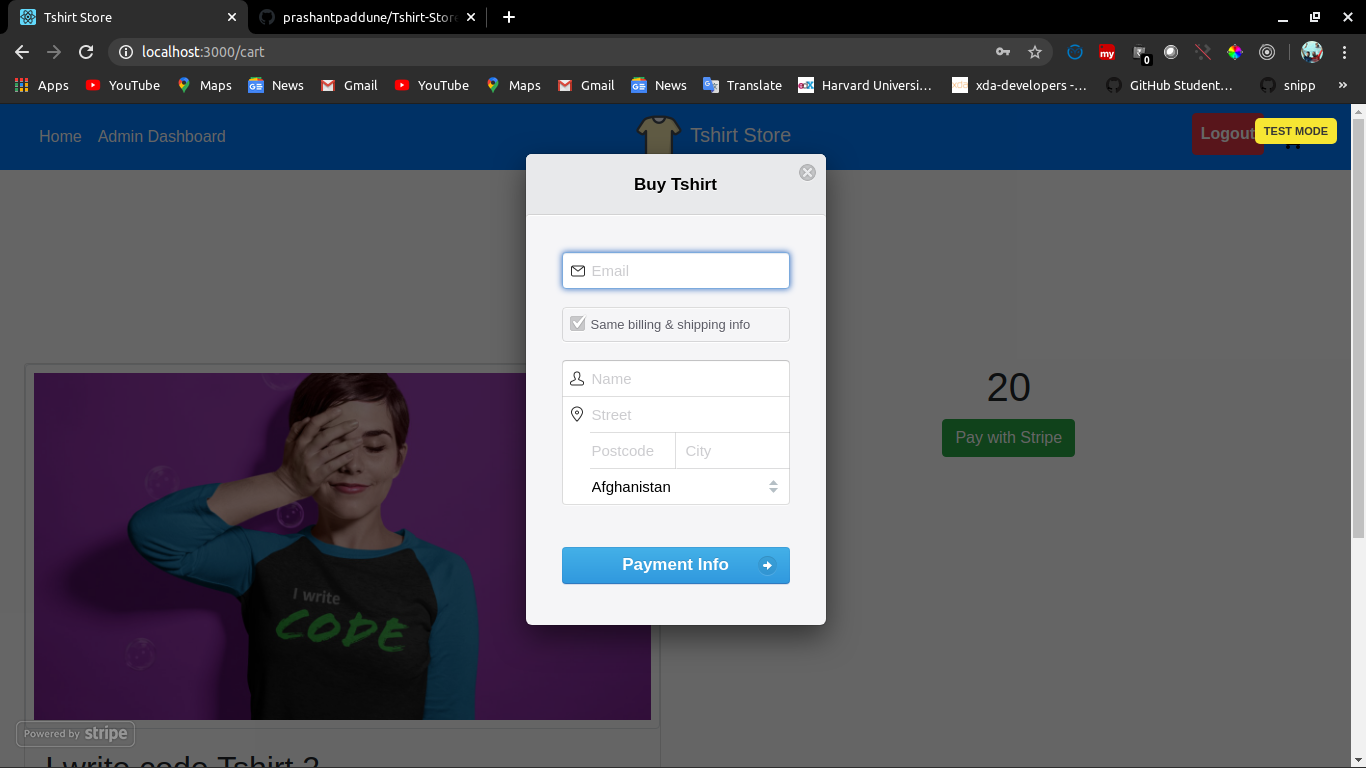 Tshirt Store
prashantpaddune/Tshirt-Store
localhost:3000/cart
my
0
Apps YouTube Maps News Gmail YouTube Maps Gmail News Translate Harvard Universi... xda-developers -... GitHub Student... snipp »
Home Admin Dashboard Tshirt Store Logout TEST MODE
Buy Tshirt
Email
Same billing & shipping info
Name
Street
Postcode City
Afghanistan
Payment Info
20
Pay with Stripe
I write
CODE
Powered by stripe
I write code Tshirt 2